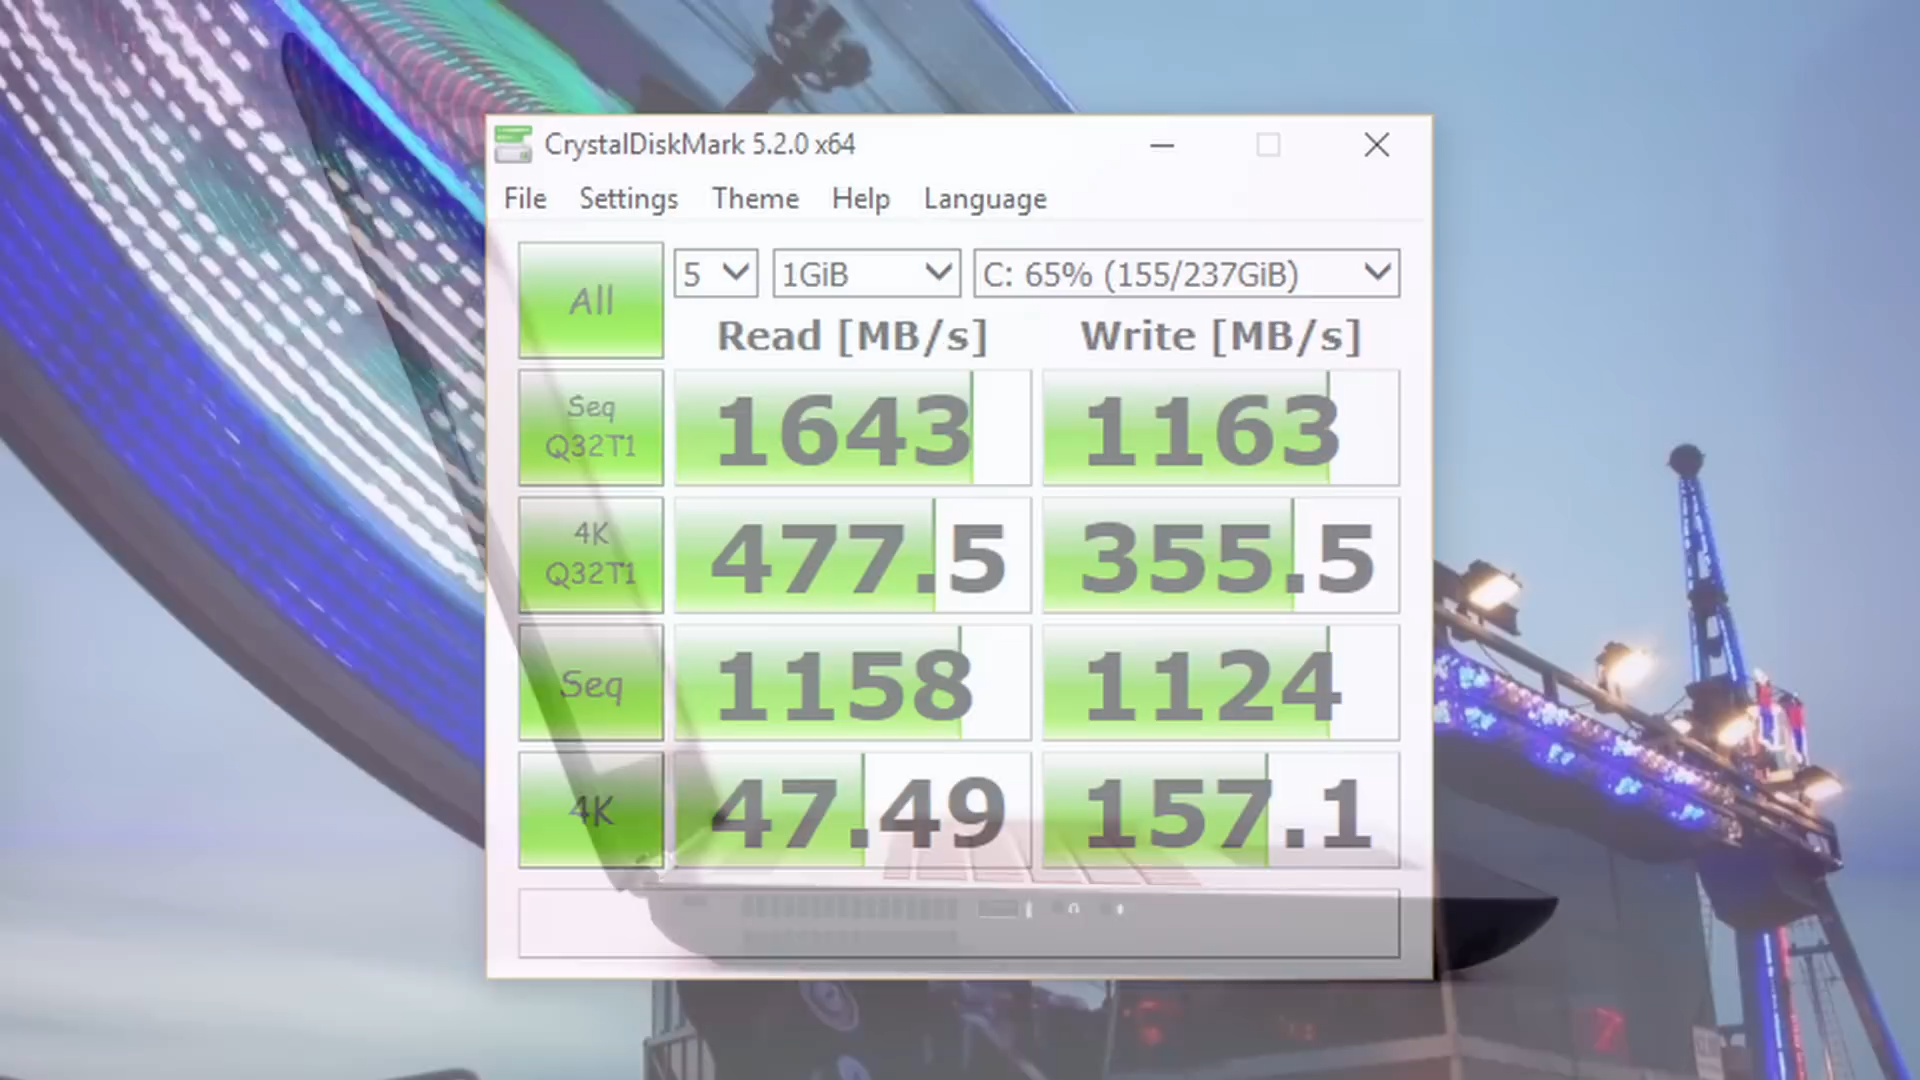 CrystalDiskMark 5.2.0 x64
File Settings Theme Help Language
All
5 1GiB C: 65% (155/237GiB)
Read [MB/s] Write [MB/s]
Seq
Q32T1
1643 1163
4K
Q32T1
477.5 355.5
Seq 1158 1124
4K 47.49 157.1